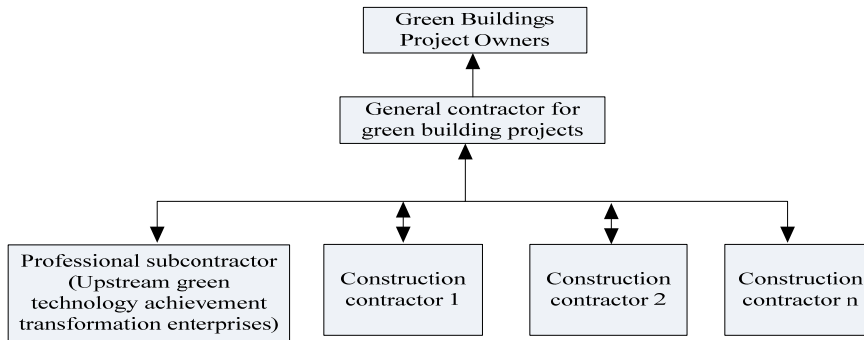 Green Buildings
Project Owners
General contractor for
green building projects
Professional subcontractor
(Upstream green
technology achievement
transformation enterprises)
Construction
contractor 1
Construction
contractor 2
Construction
contractor n